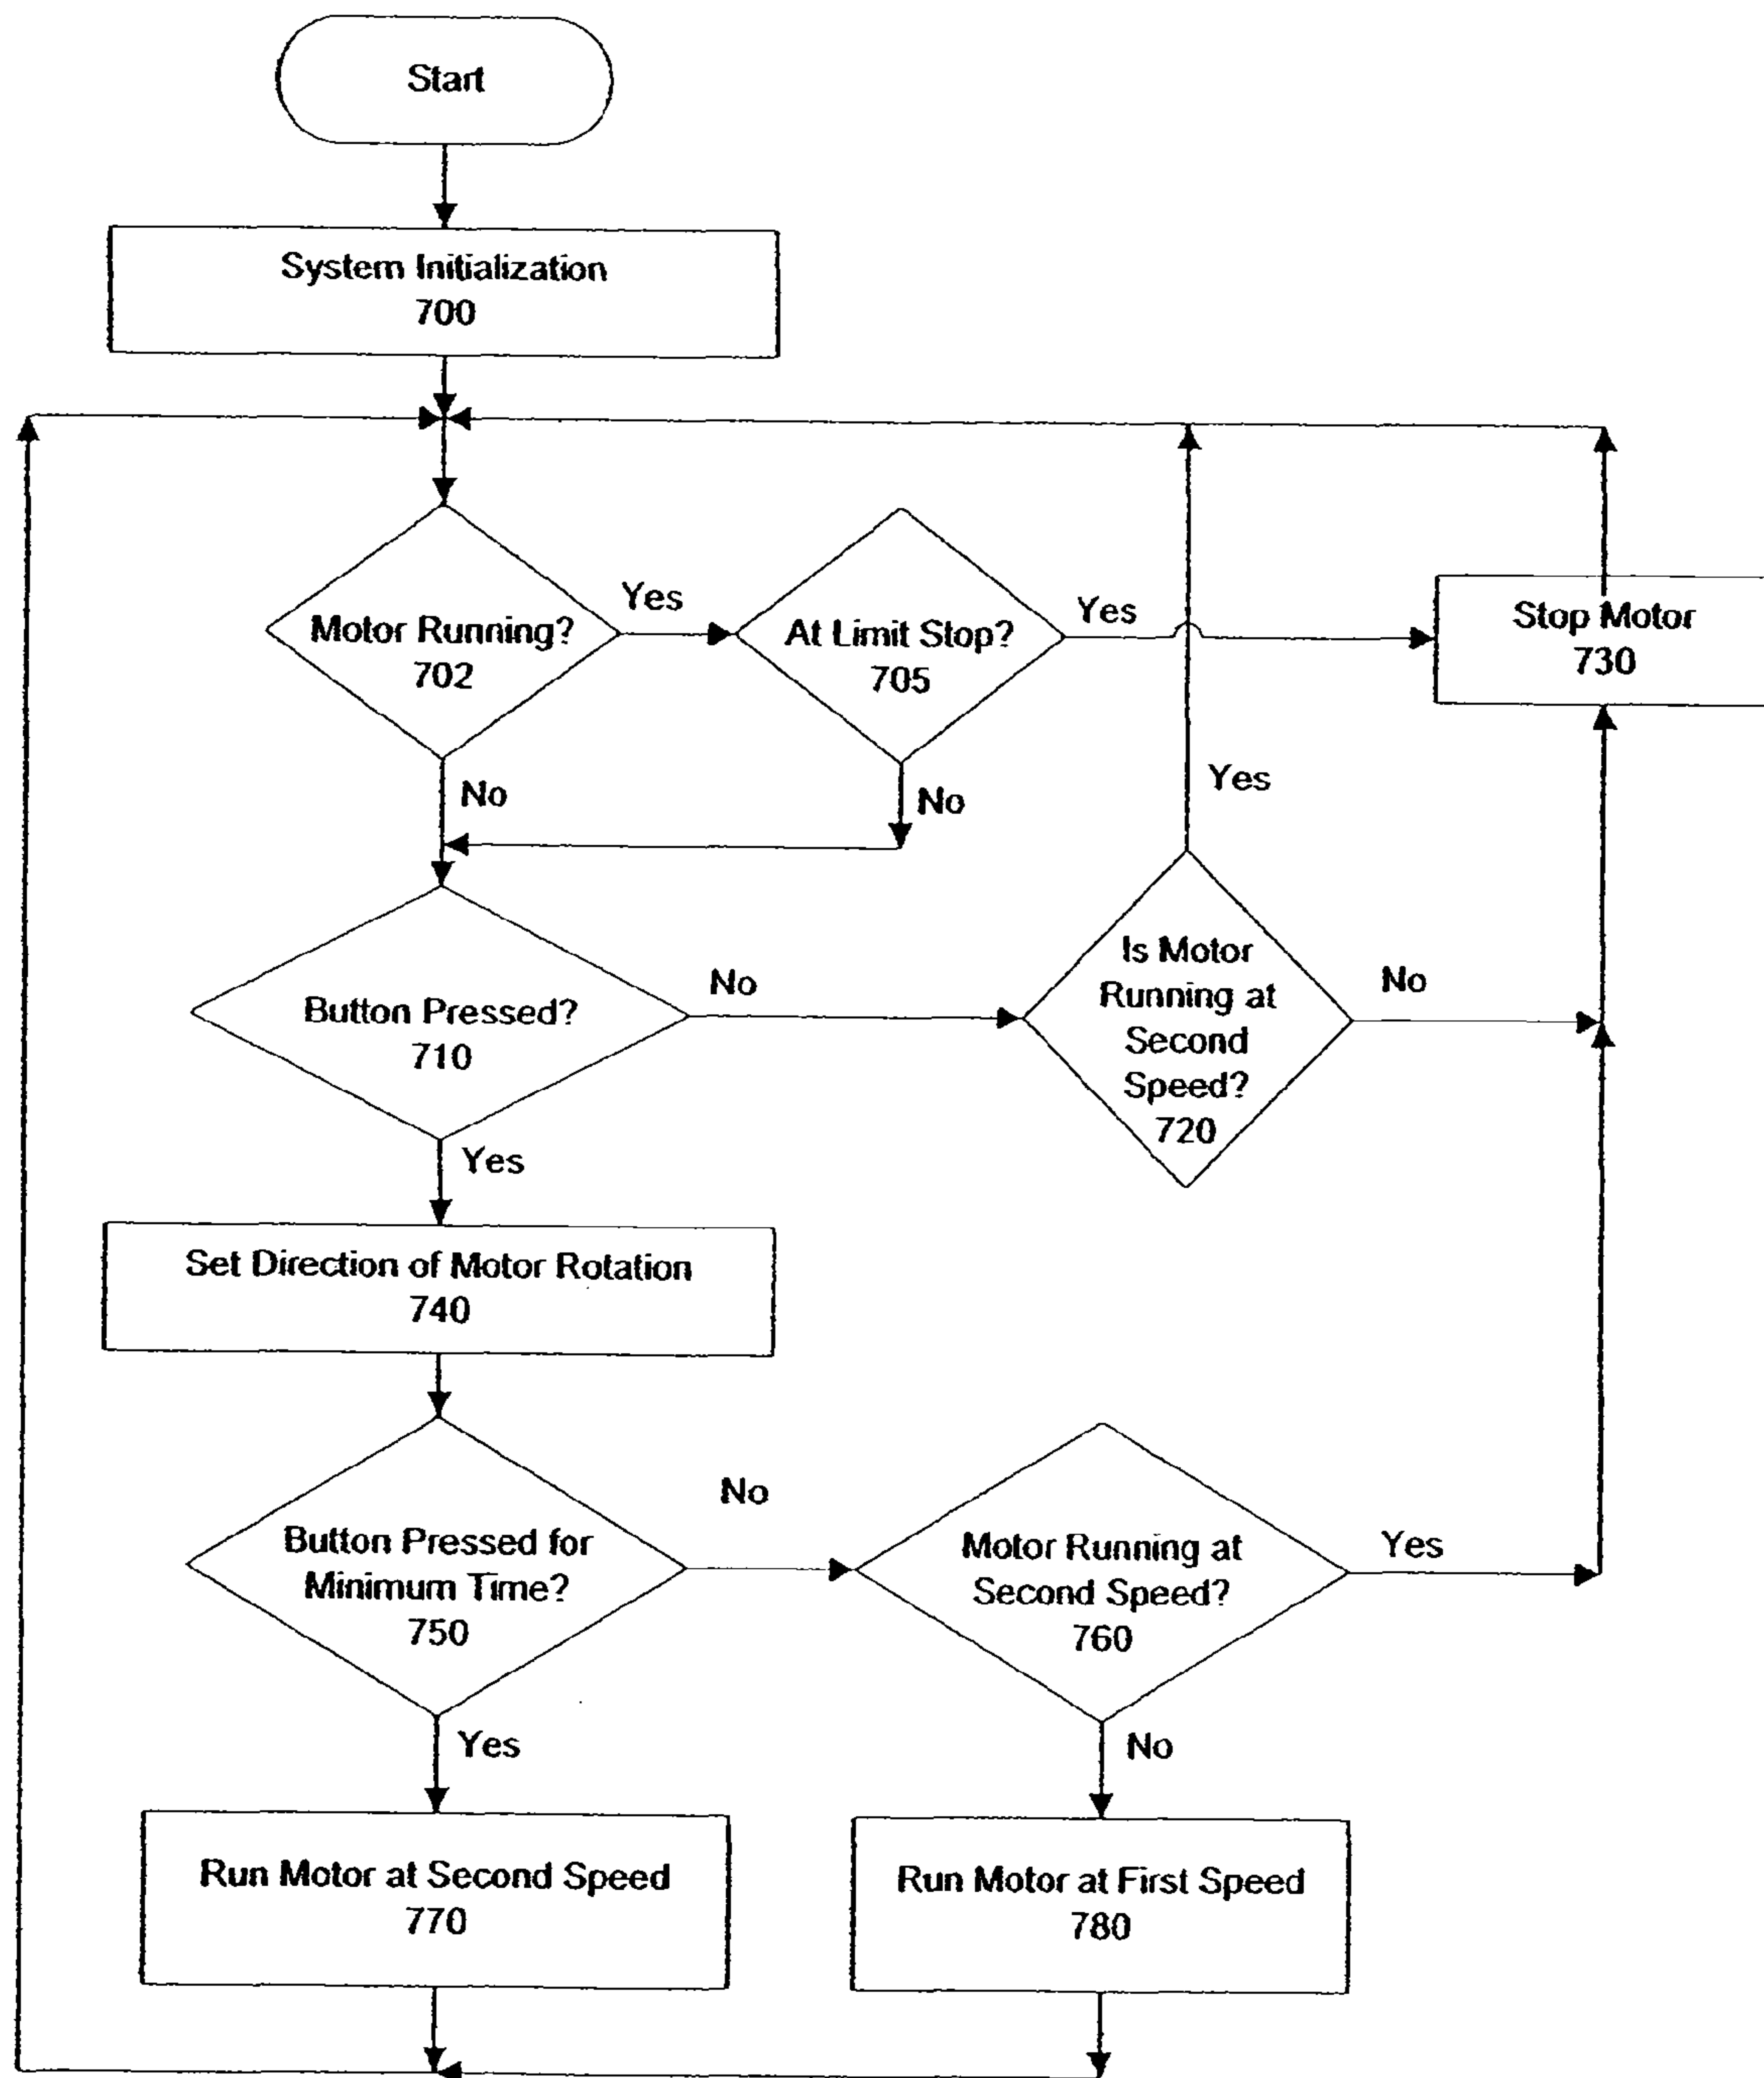 Start
System Initialization
700
Motor Running?
702
Yes
At Limit Stop?
705
Yes
Stop Motor
730
No
No
Yes
Button Pressed?
710
No
Is Motor
Running at
Second
Speed?
720
No
Yes
Set Direction of Motor Rotation
740
Button Pressed for
Minimum Time?
750
No
Motor Running at
Second Speed?
760
Yes
Yes
No
Run Motor at Second Speed
770
Run Motor at First Speed
780